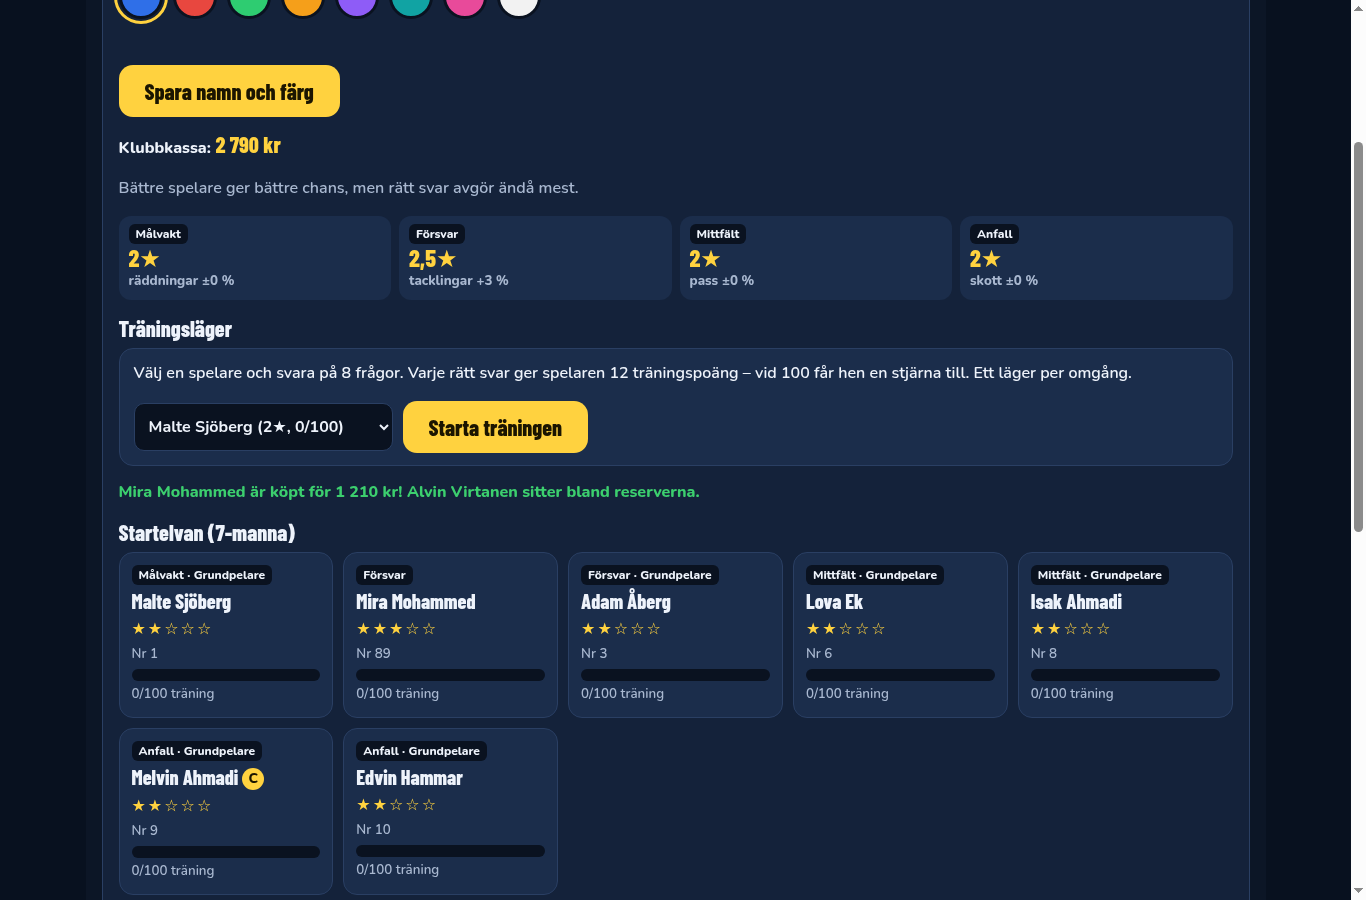 Spara namn och färg
Klubbkassa: 2 790 kr
Bättre spelare ger bättre chans, men rätt svar avgör ändå mest.
Målvakt
2★
räddningar ±0 %
Försvar
2,5★
tacklingar +3 %
Mittfält
2★
pass ±0 %
Anfall
2★
skott ±0 %
Träningsläger
Välj en spelare och svara på 8 frågor. Varje rätt svar ger spelaren 12 träningspoäng – vid 100 får hen en stjärna till. Ett läger per omgång.
Malte Sjöberg (2★, 0/100)
Starta träningen
Mira Mohammed är köpt för 1 210 kr! Alvin Virtanen sitter bland reserverna.
Startelvan (7-manna)
Målvakt · Grundpelare
Malte Sjöberg
★★☆☆☆
Nr 1
0/100 träning
Försvar
Mira Mohammed
★★★☆☆
Nr 89
0/100 träning
Försvar · Grundpelare
Adam Åberg
★★☆☆☆
Nr 3
0/100 träning
Mittfält · Grundpelare
Lova Ek
★★☆☆☆
Nr 6
0/100 träning
Mittfält · Grundpelare
Isak Ahmadi
★★☆☆☆
Nr 8
0/100 träning
Anfall · Grundpelare
Melvin Ahmadi C
★★☆☆☆
Nr 9
0/100 träning
Anfall · Grundpelare
Edvin Hammar
★★☆☆☆
Nr 10
0/100 träning